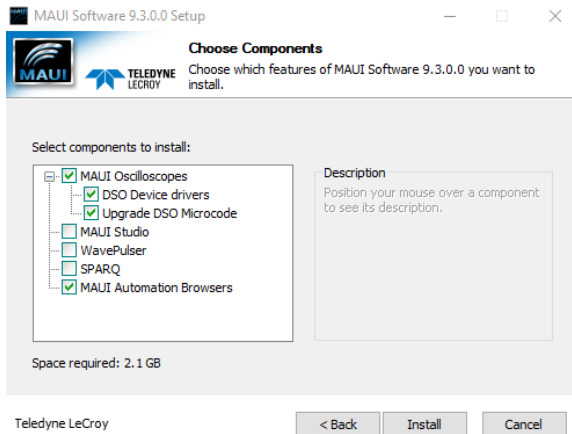 MAUI Software 9.3.0.0 Setup
MAUI
TELEDYNE
LECROY
Choose Components
Choose which features of MAUI Software 9.3.0.0 you want to
install.
Select components to install:
MAUI Oscilloscopes
DSO Device drivers
Upgrade DSO Microcode
MAUI Studio
WavePulser
SPARQ
MAUI Automation Browsers
Description
Position your mouse over a component
to see its description.
Space required: 2.1 GB
Teledyne LeCroy
< Back
Install
Cancel